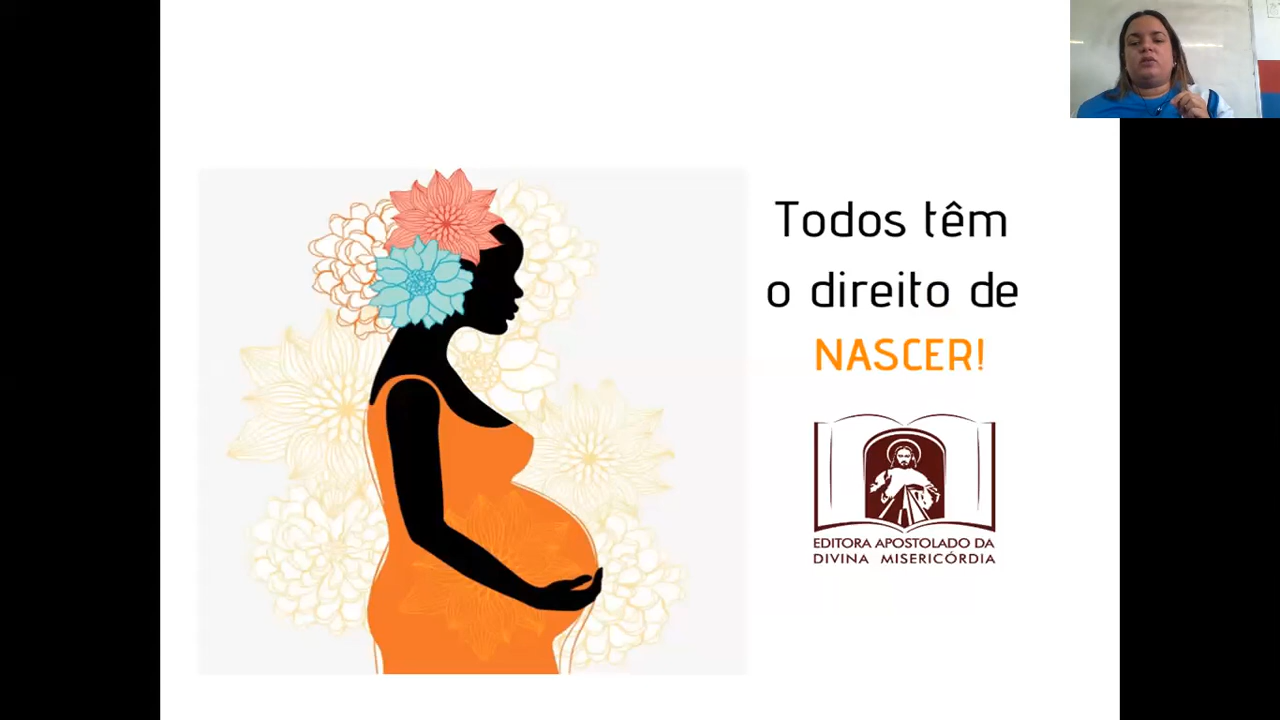 Todos têm
o direito de
NASCER!
EDITORA APOSTOLADO DA
DIVINA MISERICÓRDIA